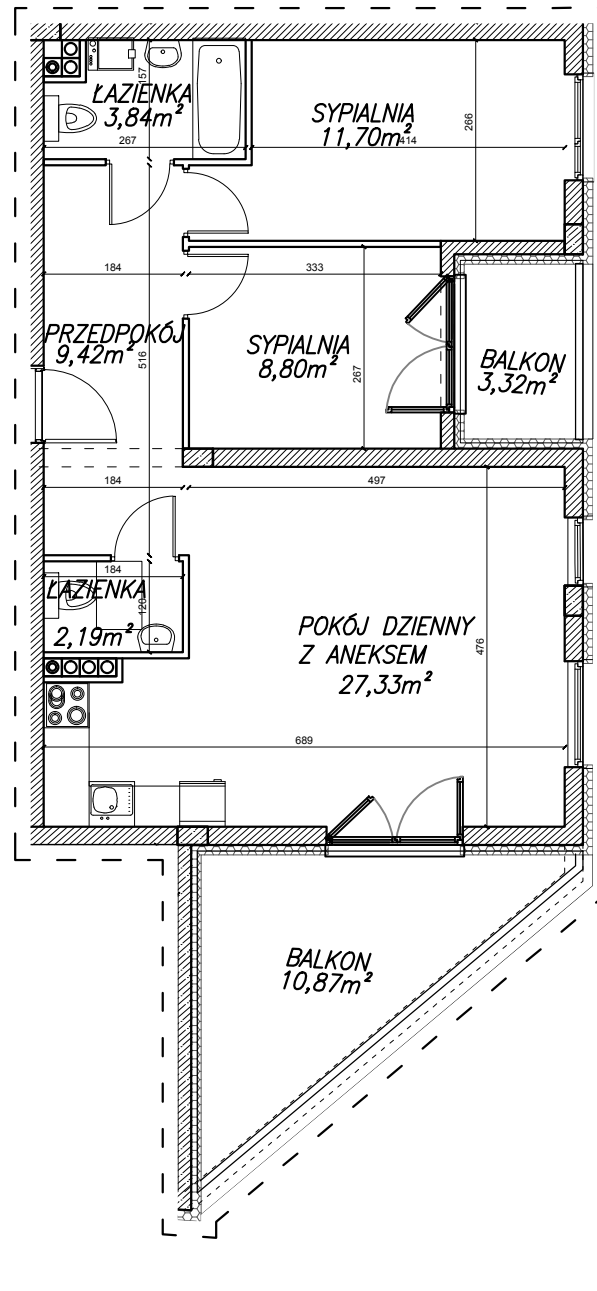 157
ŁAZIENKA
3,84m²
267
SYPIALNIA
11,70m²
414
266
184
333
PRZEDPOKÓJ
9,42m²
516
SYPIALNIA
8,80m²
267
BALKON
3,32m²
184
497
184
ŁAZIENKA
120
2,19m²
POKÓJ DZIENNY
Z ANEKSEM
27,33m²
476
689
BALKON
10,87m²